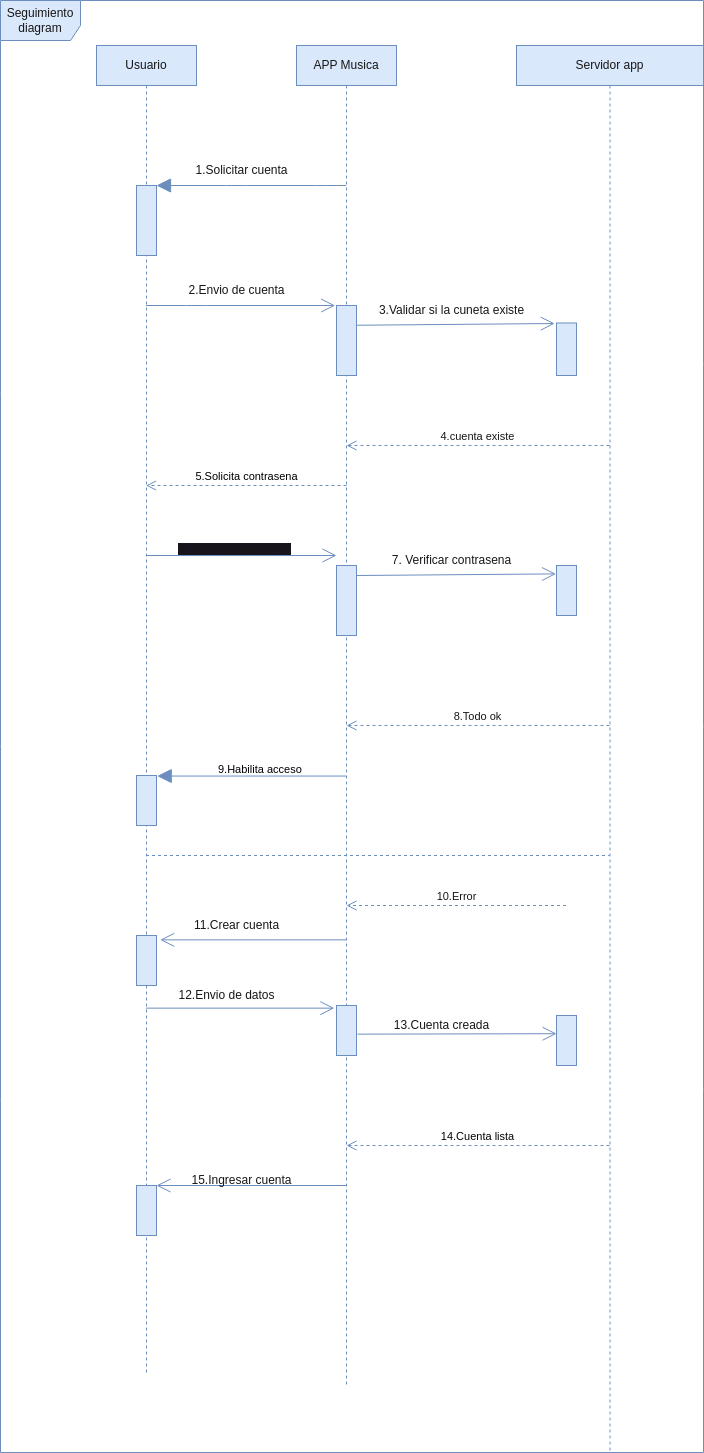 Seguimiento
diagram
Usuario
APP Musica
Servidor app
1.Solicitar cuenta
2.Envio de cuenta
3.Validar si la cuneta existe
4.cuenta existe
5.Solicita contrasena
7. Verificar contrasena
8.Todo ok
9.Habilita acceso
10.Error
11.Crear cuenta
12.Envio de datos
13.Cuenta creada
14.Cuenta lista
15.Ingresar cuenta